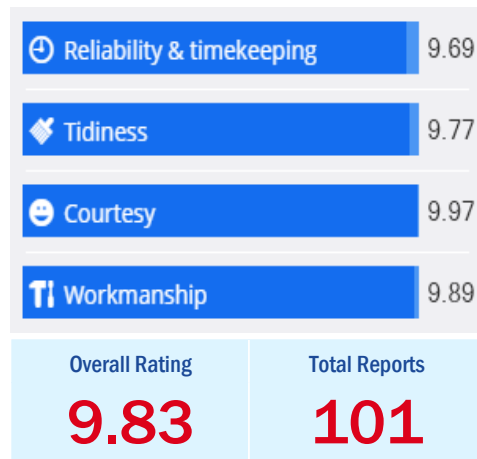 Reliability & timekeeping 9.69
Tidiness 9.77
Courtesy 9.97
Workmanship 9.89
Overall Rating Total Reports
9.83 101